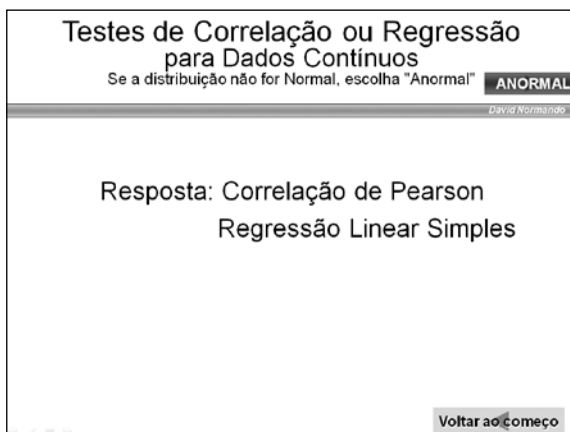 Testes de Correlação ou Regressão
para Dados Contínuos
Se a distribuição não for Normal, escolha "Anormal"
ANORMAL
David Normando
Resposta: Correlação de Pearson
Regressão Linear Simples
Voltar ao começo